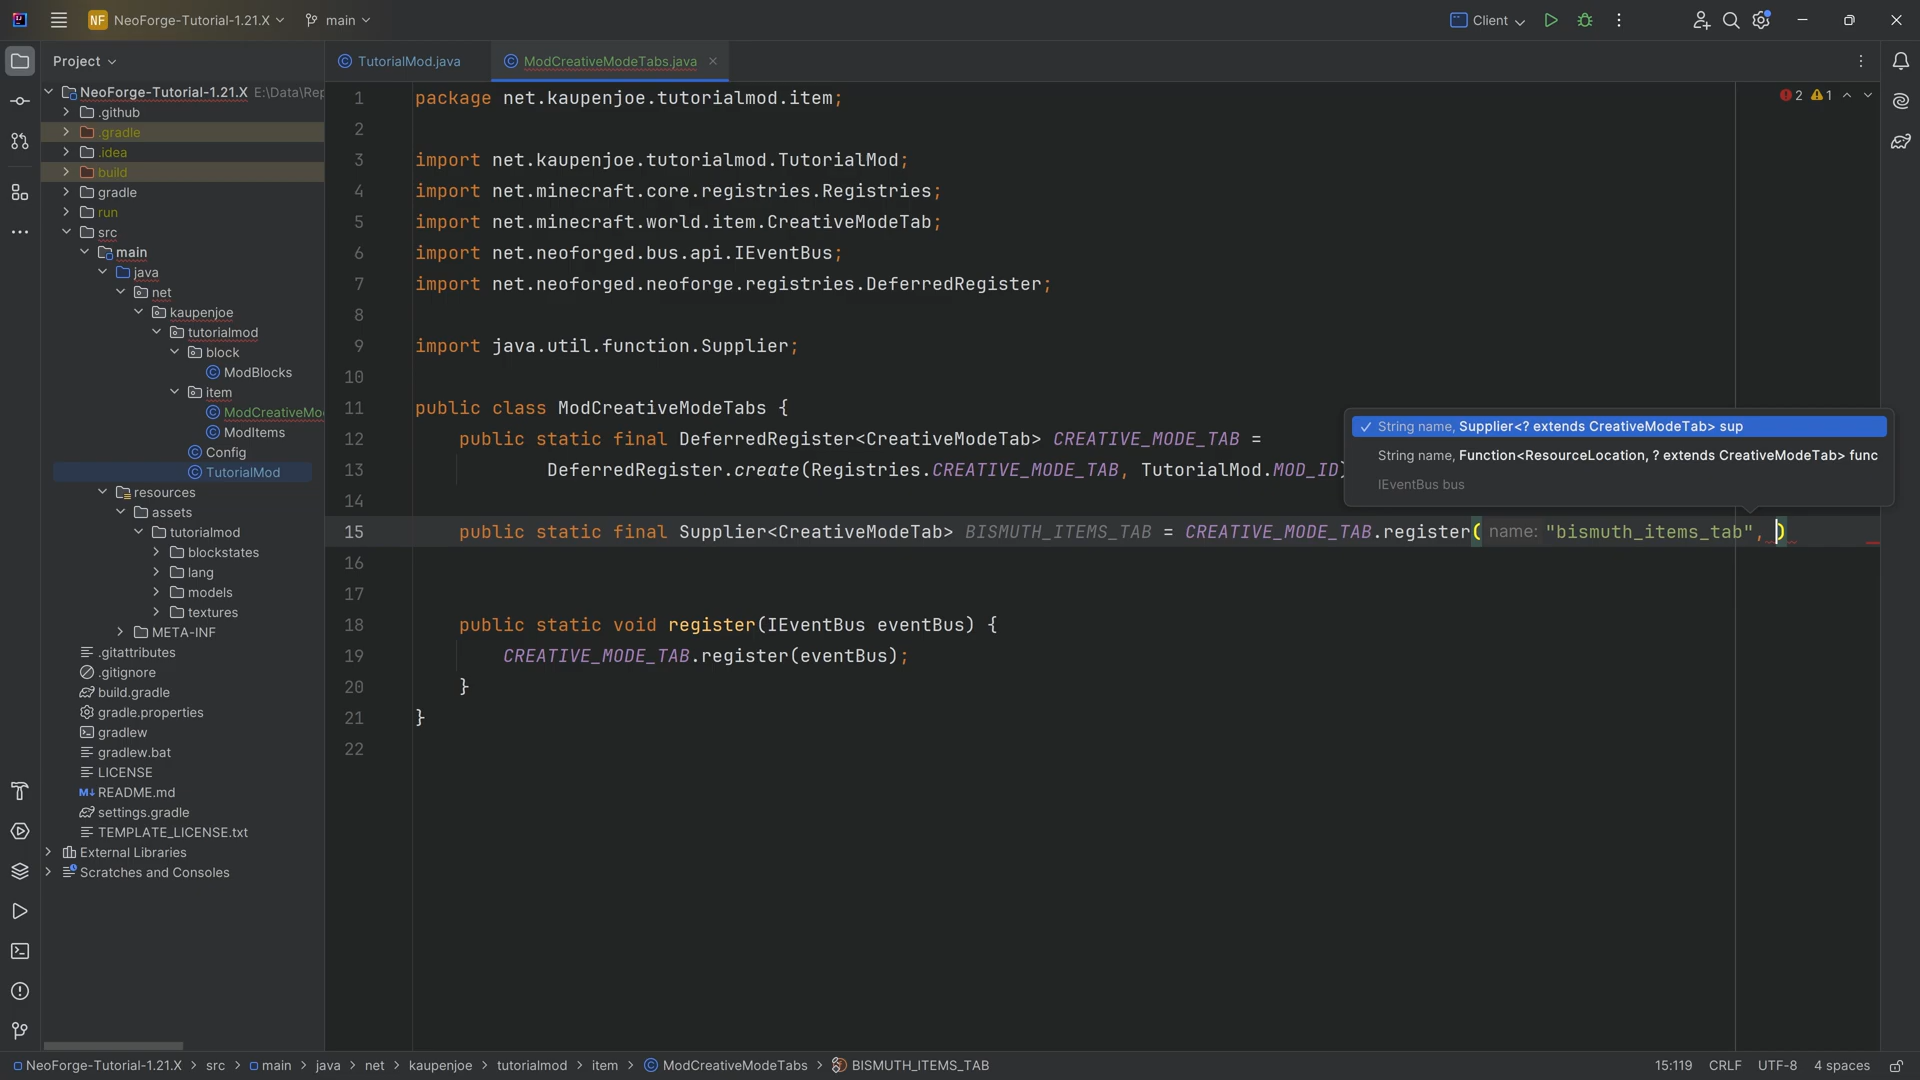 NF NeoForge-Tutorial-1.21.X main Client
Project
TutorialMod.java ModCreativeModeTabs.java
NeoForge-Tutorial-1.21.X E:\Data\Rep
.github
.gradle
.idea
build
gradle
run
src
main
java
net
kaupenjoe
tutorialmod
block
ModBlocks
item
ModCreativeMo
ModItems
Config
TutorialMod
resources
assets
tutorialmod
blockstates
lang
models
textures
META-INF
.gitattributes
.gitignore
build.gradle
gradle.properties
gradlew
gradlew.bat
LICENSE
M↓ README.md
settings.gradle
TEMPLATE_LICENSE.txt
External Libraries
Scratches and Consoles
2 1
1 package net.kaupenjoe.tutorialmod.item;
2
3 import net.kaupenjoe.tutorialmod.TutorialMod;
4 import net.minecraft.core.registries.Registries;
5 import net.minecraft.world.item.CreativeModeTab;
6 import net.neoforged.bus.api.IEventBus;
7 import net.neoforged.neoforge.registries.DeferredRegister;
8
9 import java.util.function.Supplier;
10
11 public class ModCreativeModeTabs {
12 public static final DeferredRegister<CreativeModeTab> CREATIVE_MODE_TAB =
13 DeferredRegister.create(Registries.CREATIVE_MODE_TAB, TutorialMod.MOD_ID)
14
15 public static final Supplier<CreativeModeTab> BISMUTH_ITEMS_TAB = CREATIVE_MODE_TAB.register( name: "bismuth_items_tab", )
16
17
18 public static void register(IEventBus eventBus) {
19 CREATIVE_MODE_TAB.register(eventBus);
20 }
21 }
22
String name, Supplier<? extends CreativeModeTab> sup
String name, Function<ResourceLocation, ? extends CreativeModeTab> func
IEventBus bus
NeoForge-Tutorial-1.21.X > src > main > java > net > kaupenjoe > tutorialmod > item > ModCreativeModeTabs > BISMUTH_ITEMS_TAB 15:119 CRLF UTF-8 4 spaces